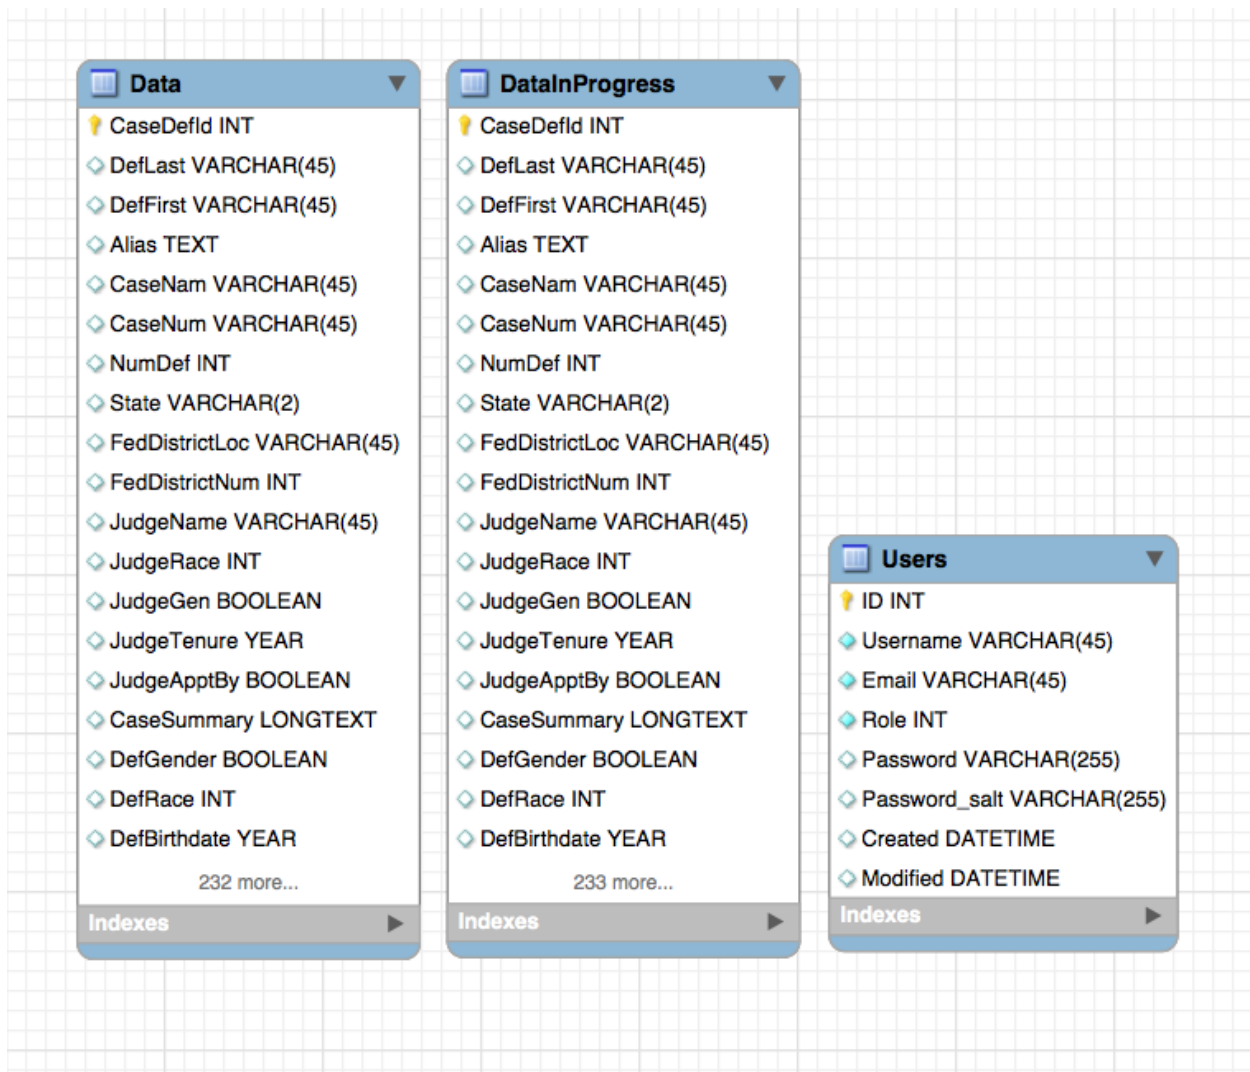 Data
CaseDefId INT
DefLast VARCHAR(45)
DefFirst VARCHAR(45)
Alias TEXT
CaseNam VARCHAR(45)
CaseNum VARCHAR(45)
NumDef INT
State VARCHAR(2)
FedDistrictLoc VARCHAR(45)
FedDistrictNum INT
JudgeName VARCHAR(45)
JudgeRace INT
JudgeGen BOOLEAN
JudgeTenure YEAR
JudgeApptBy BOOLEAN
CaseSummary LONGTEXT
DefGender BOOLEAN
DefRace INT
DefBirthdate YEAR
232 more...
Indexes
DataInProgress
CaseDefId INT
DefLast VARCHAR(45)
DefFirst VARCHAR(45)
Alias TEXT
CaseNam VARCHAR(45)
CaseNum VARCHAR(45)
NumDef INT
State VARCHAR(2)
FedDistrictLoc VARCHAR(45)
FedDistrictNum INT
JudgeName VARCHAR(45)
JudgeRace INT
JudgeGen BOOLEAN
JudgeTenure YEAR
JudgeApptBy BOOLEAN
CaseSummary LONGTEXT
DefGender BOOLEAN
DefRace INT
DefBirthdate YEAR
233 more...
Indexes
Users
ID INT
Username VARCHAR(45)
Email VARCHAR(45)
Role INT
Password VARCHAR(255)
Password_salt VARCHAR(255)
Created DATETIME
Modified DATETIME
Indexes